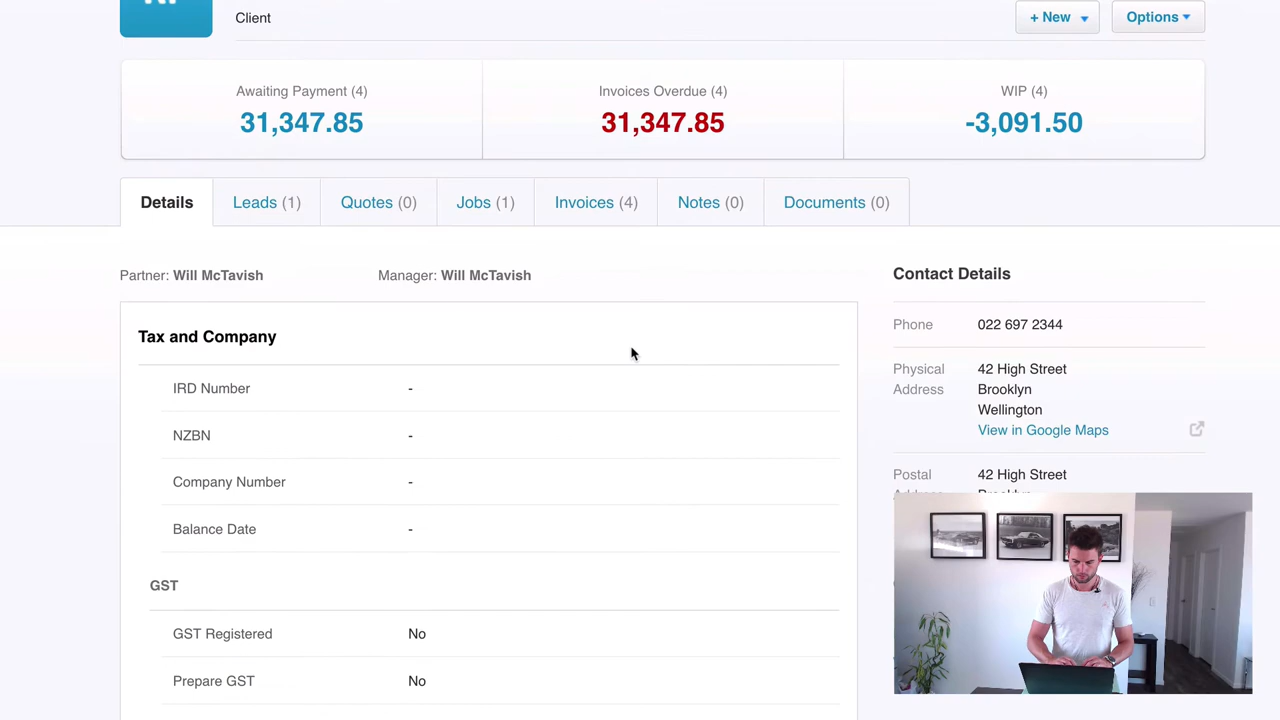 Client
+ New
Options
Awaiting Payment (4)
31,347.85
Invoices Overdue (4)
31,347.85
WIP (4)
-3,091.50
Details
Leads (1)
Quotes (0)
Jobs (1)
Invoices (4)
Notes (0)
Documents (0)
Partner: Will McTavish
Manager: Will McTavish
Tax and Company
IRD Number -
NZBN -
Company Number -
Balance Date -
GST
GST Registered No
Prepare GST No
Contact Details
Phone 022 697 2344
Physical Address
42 High Street
Brooklyn
Wellington
View in Google Maps
Postal
42 High Street